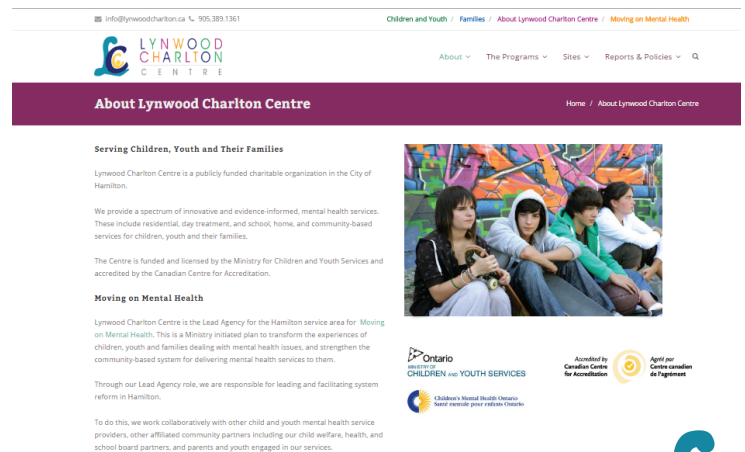 info@lynwoodcharlton.ca 905.389.1361
Children and Youth / Families / About Lynwood Charlton Centre / Moving on Mental Health
LYNWOOD
CHARLTON
CENTRE
About The Programs Sites Reports & Policies
About Lynwood Charlton Centre
Home / About Lynwood Charlton Centre
Serving Children, Youth and Their Families
Lynwood Charlton Centre is a publicly funded charitable organization in the City of
Hamilton.
We provide a spectrum of innovative and evidence-informed, mental health services.
These include residential, day treatment, and school, home, and community-based
services for children, youth and their families.
The Centre is funded and licensed by the Ministry for Children and Youth Services and
accredited by the Canadian Centre for Accreditation.
Moving on Mental Health
Lynwood Charlton Centre is the Lead Agency for the Hamilton service area for Moving
on Mental Health. This is a Ministry initiated plan to transform the experiences of
children, youth and families dealing with mental health issues, and strengthen the
community-based system for delivering mental health services to them.
Through our Lead Agency role, we are responsible for leading and facilitating system
reform in Hamilton.
To do this, we work collaboratively with other child and youth mental health service
providers, other affiliated community partners including our child welfare, health, and
school board partners, and parents and youth engaged in our services.
Ontario
MINISTRY OF
CHILDREN AND YOUTH SERVICES
Accredited by
Canadian Centre
for Accreditation
Agréé par
Centre canadien
de l'agrément
Children's Mental Health Ontario
Santé mentale pour enfants Ontario